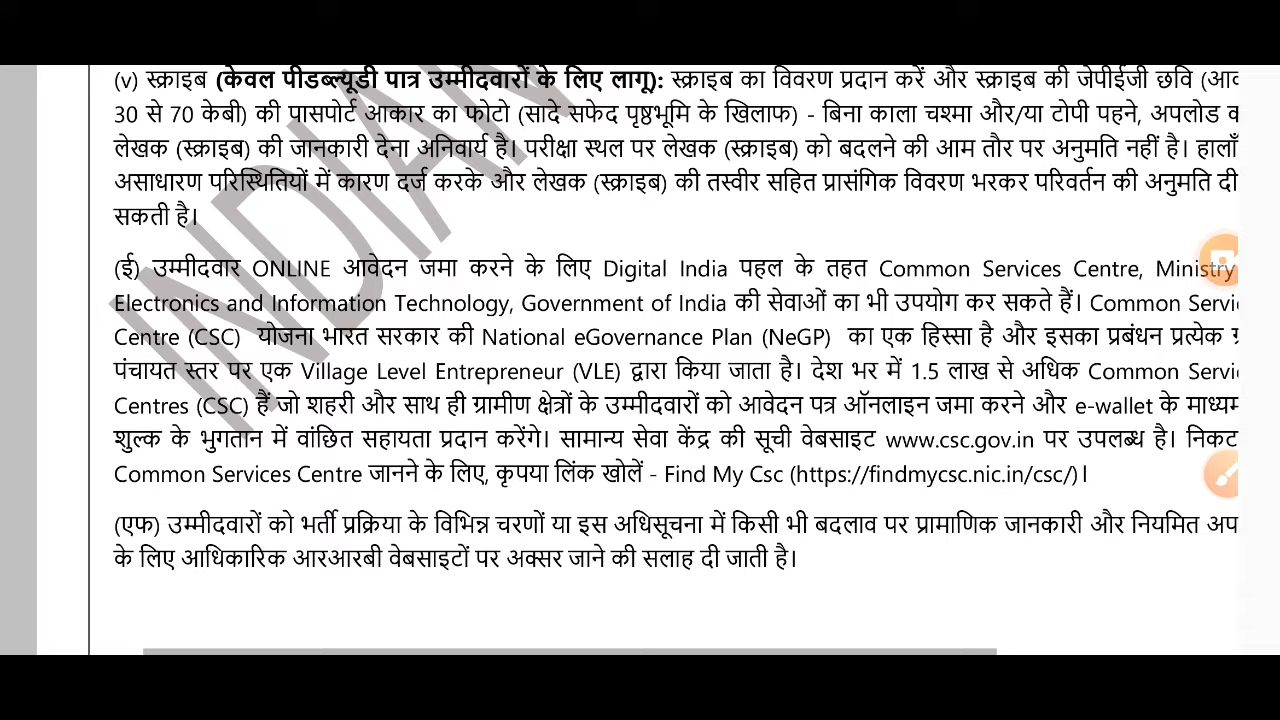 (v) स्क्राइब (केवल पीडब्ल्यूडी पात्र उम्मीदवारों के लिए लागू): स्क्राइब का विवरण प्रदान करें और स्क्राइब की जेपीईजी छवि
30 से 70 केबी) की पासपोर्ट आकार का फोटो (सादे सफेद पृष्ठभूमि के खिलाफ) - बिना काला चश्मा और/या टोपी पहने, अपलोड
लेखक (स्क्राइब) की जानकारी देना अनिवार्य है। परीक्षा स्थल पर लेखक (स्क्राइब) को बदलने की आम तौर पर अनुमति नहीं है।
असाधारण परिस्थितियों में कारण दर्ज करके और लेखक (स्क्राइब) की तस्वीर सहित प्रासंगिक विवरण भरकर परिवर्तन की अनुमति दी
सकती है।
(ई) उम्मीदवार ONLINE आवेदन जमा करने के लिए Digital India पहल के तहत Common Services Centre, Ministry
Electronics and Information Technology, Government of India की सेवाओं का भी उपयोग कर सकते हैं। Common
Centre (CSC) योजना भारत सरकार की National eGovernance Plan (NeGP) का एक हिस्सा है और इसका प्रबंधन प्रत्येक
पंचायत स्तर पर एक Village Level Entrepreneur (VLE) द्वारा किया जाता है। देश भर में 1.5 लाख से अधिक Common
Centres (CSC) हैं जो शहरी और साथ ही ग्रामीण क्षेत्रों के उम्मीदवारों को आवेदन पत्र ऑनलाइन जमा करने और e-wallet के माध्यम
शुल्क के भुगतान में वांछित सहायता प्रदान करेंगे। सामान्य सेवा केंद्र की सूची वेबसाइट www.csc.gov.in पर उपलब्ध है।
Common Services Centre जानने के लिए, कृपया लिंक खोलें - Find My Csc (https://findmycsc.nic.in/csc/)।
(एफ) उम्मीदवारों को भर्ती प्रक्रिया के विभिन्न चरणों या इस अधिसूचना में किसी भी बदलाव पर प्रामाणिक जानकारी और नियमित
के लिए आधिकारिक आरआरबी वेबसाइटों पर अक्सर जाने की सलाह दी जाती है।
INDIAN